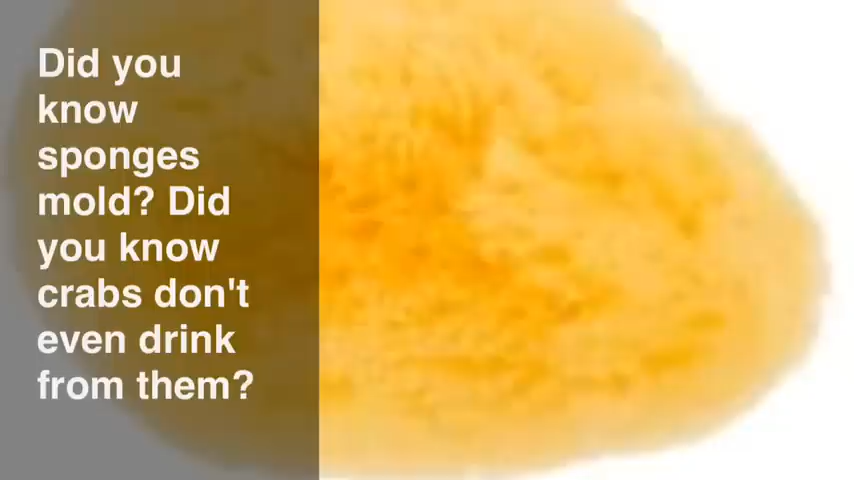 Did you
know
sponges
mold? Did
you know
crabs don't
even drink
from them?